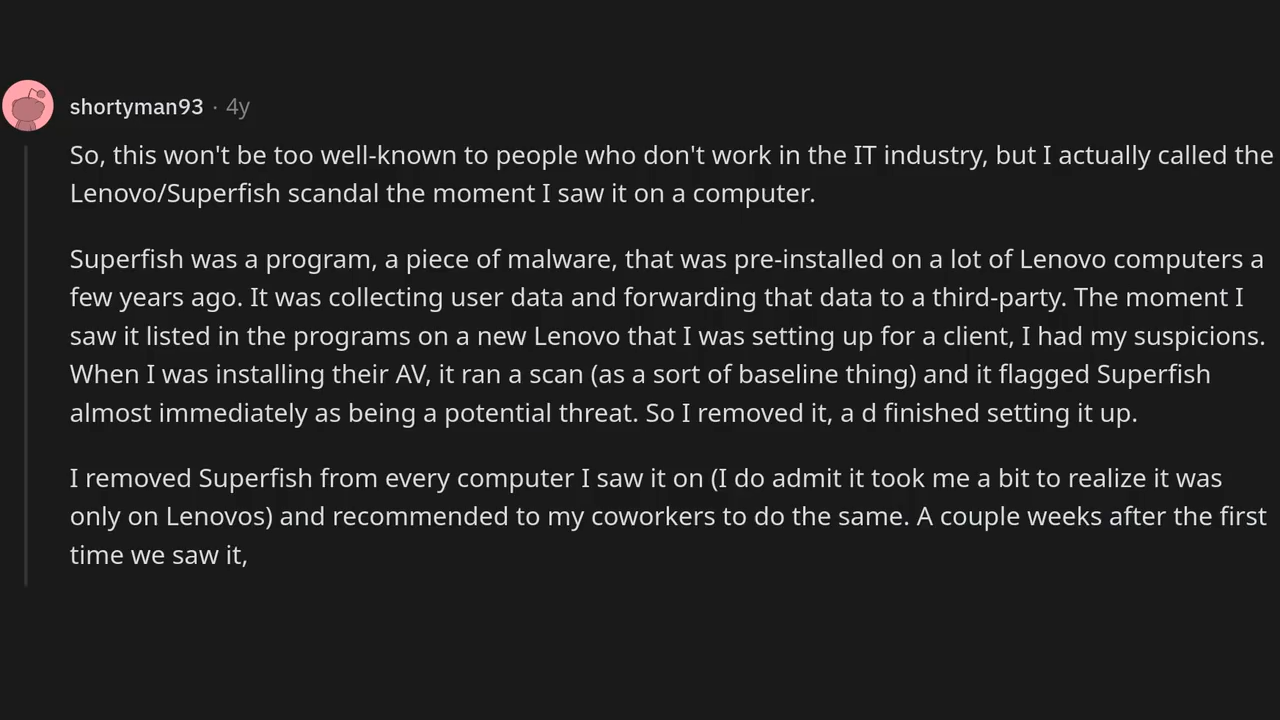 shortyman93 · 4y
So, this won't be too well-known to people who don't work in the IT industry, but I actually called the
Lenovo/Superfish scandal the moment I saw it on a computer.
Superfish was a program, a piece of malware, that was pre-installed on a lot of Lenovo computers a
few years ago. It was collecting user data and forwarding that data to a third-party. The moment I
saw it listed in the programs on a new Lenovo that I was setting up for a client, I had my suspicions.
When I was installing their AV, it ran a scan (as a sort of baseline thing) and it flagged Superfish
almost immediately as being a potential threat. So I removed it, a d finished setting it up.
I removed Superfish from every computer I saw it on (I do admit it took me a bit to realize it was
only on Lenovos) and recommended to my coworkers to do the same. A couple weeks after the first
time we saw it,